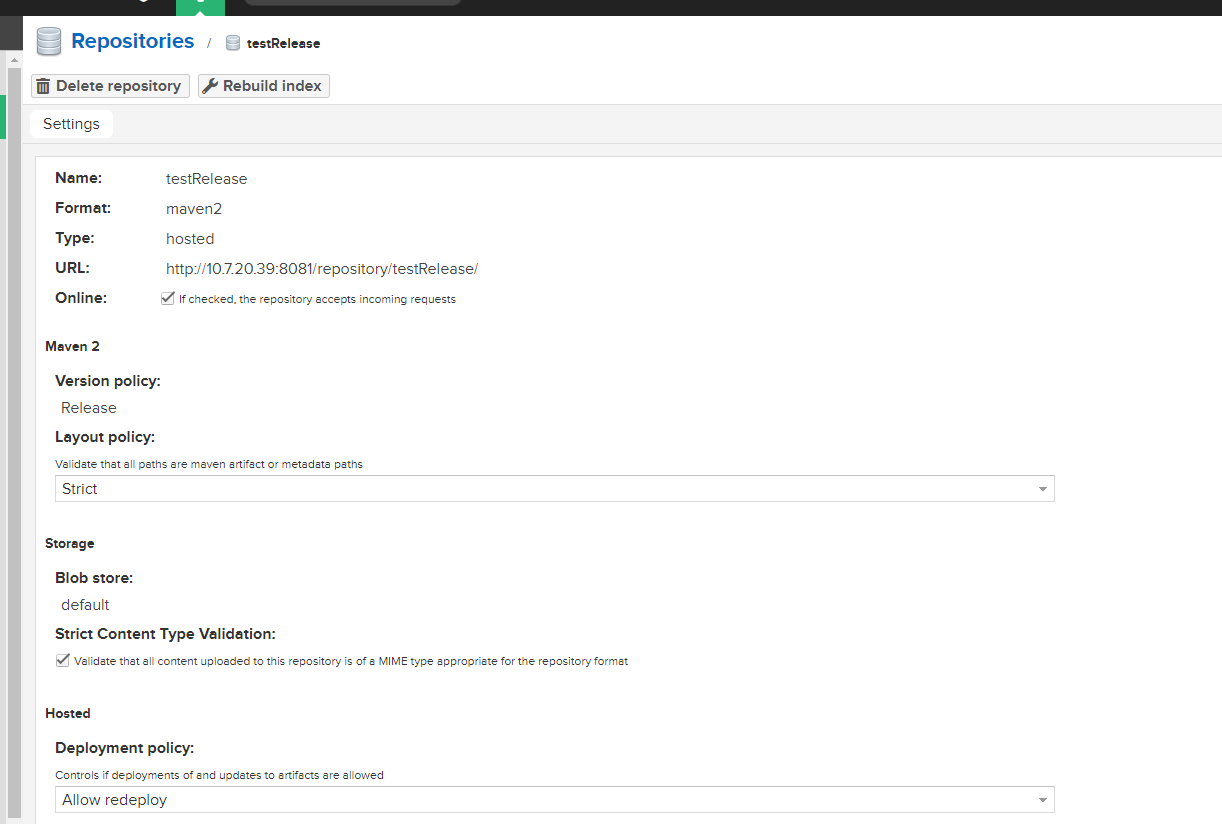 Repositories / testRelease
Delete repository Rebuild index
Settings
Name: testRelease
Format: maven2
Type: hosted
URL: http://10.7.20.39:8081/repository/testRelease/
Online: If checked, the repository accepts incoming requests
Maven 2
Version policy:
Release
Layout policy:
Validate that all paths are maven artifact or metadata paths
Strict
Storage
Blob store:
default
Strict Content Type Validation:
Validate that all content uploaded to this repository is of a MIME type appropriate for the repository format
Hosted
Deployment policy:
Controls if deployments of and updates to artifacts are allowed
Allow redeploy